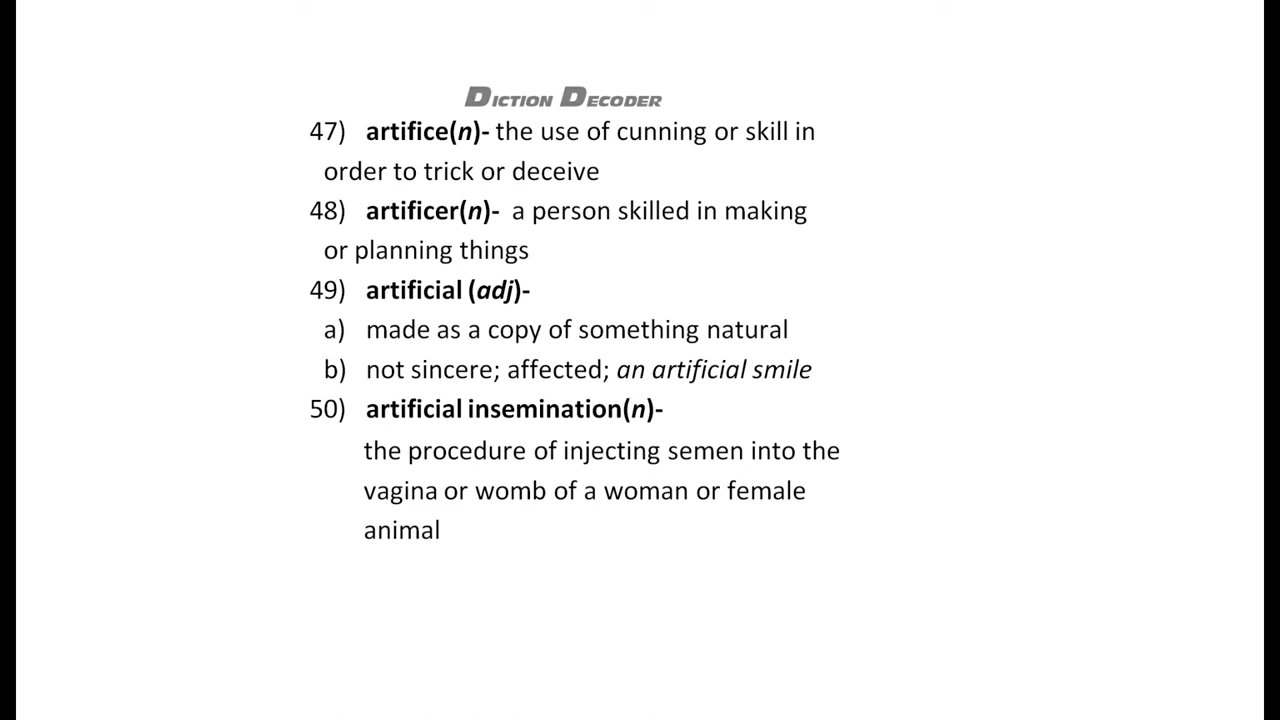 DICTION DECODER
47) artifice(n)- the use of cunning or skill in
order to trick or deceive
48) artificer(n)- a person skilled in making
or planning things
49) artificial (adj)-
a) made as a copy of something natural
b) not sincere; affected; an artificial smile
50) artificial insemination(n)-
the procedure of injecting semen into the
vagina or womb of a woman or female
animal